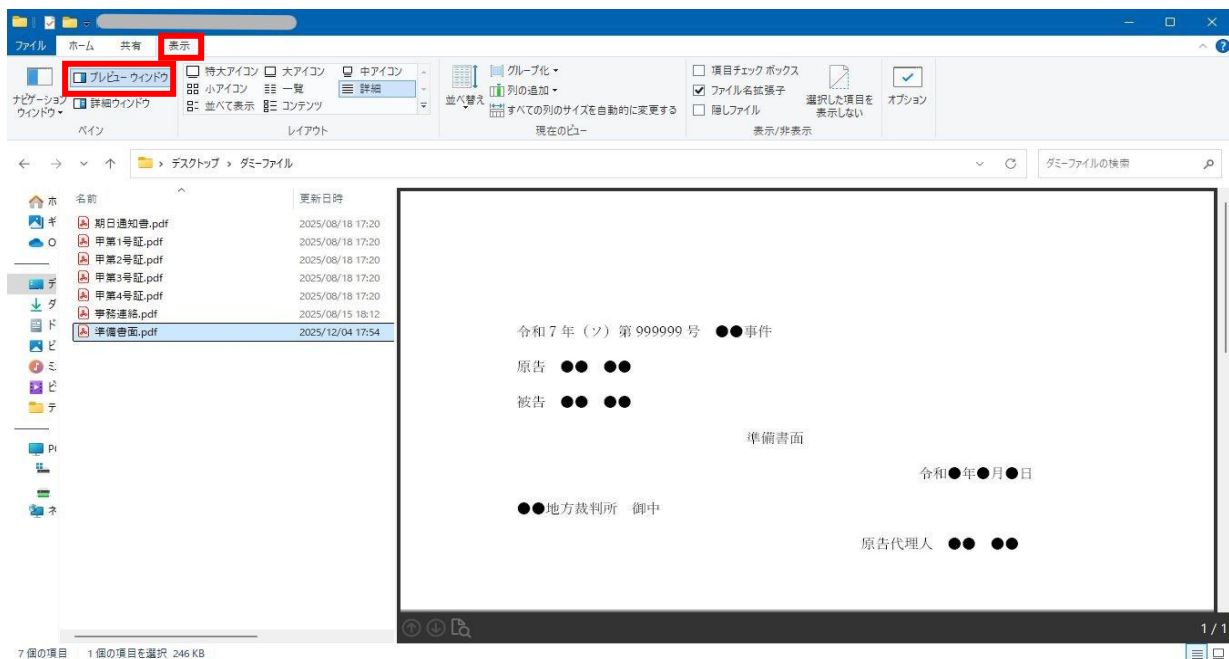 ファイル ホーム 共有 表示
ナビゲーション ウィンドウ
プレビュー ウィンドウ
詳細ウィンドウ
ペイン
特大アイコン 大アイコン 中アイコン
小アイコン 一覧 詳細
並べて表示 コンテンツ
レイアウト
並べ替え
グループ化
列の追加
すべての列のサイズを自動的に変更する
現在のビュー
項目チェック ボックス
ファイル名拡張子
隠しファイル
選択した項目を表示しない
表示/非表示
オプション
デスクトップ › ダミーファイル
ダミーファイルの検索
ホ
ギ
O
デ
ダ
ド
ピ
ミ
ビ
デ
PC
ネ
名前 更新日時
期日通知書.pdf 2025/08/18 17:20
甲第1号証.pdf 2025/08/18 17:20
甲第2号証.pdf 2025/08/18 17:20
甲第3号証.pdf 2025/08/18 17:20
甲第4号証.pdf 2025/08/18 17:20
事務連絡.pdf 2025/08/15 18:12
準備書面.pdf 2025/12/04 17:54
令和7年(ソ)第999999号 ●●事件
原告 ●● ●●
被告 ●● ●●
準備書面
令和●年●月●日
●●地方裁判所 御中
原告代理人 ●● ●●
1 / 1
7 個の項目 1 個の項目を選択 246 KB